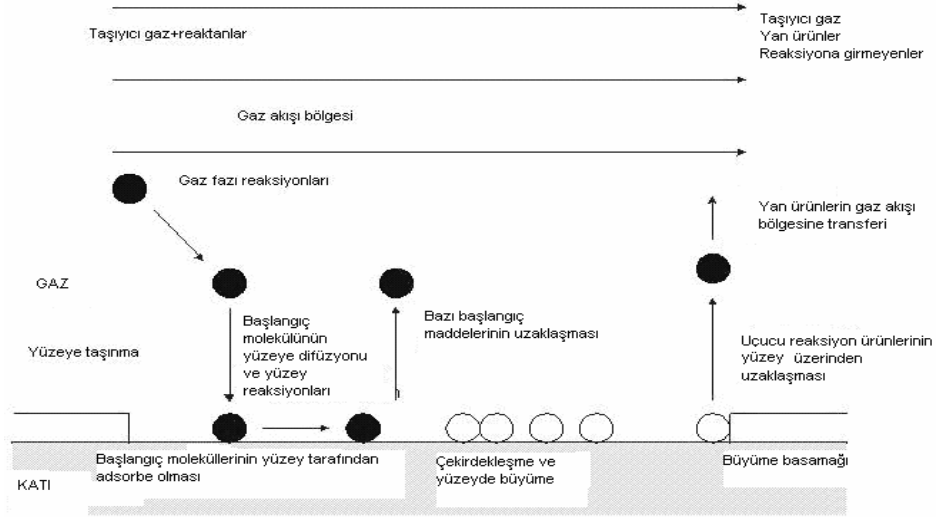 Taşıyıcı gaz+reaktanlar
Taşıyıcı gaz
Yan ürünler
Reaksiyona girmeyenler
Gaz akışı bölgesi
Gaz fazı reaksiyonları
Yan ürünlerin gaz akışı
bölgesine transferi
GAZ
Yüzeye taşınma
Başlangıç
molekülünün
yüzeye difüzyonu
ve yüzey
reaksiyonları
Bazı başlangıç
maddelerinin uzaklaşması
Uçucu reaksiyon ürünlerinin
yüzey üzerinden
uzaklaşması
Başlangıç moleküllerinin yüzey tarafından
adsorbe olması
Çekirdekleşme ve
yüzeyde büyüme
Büyüme basamağı
KATI